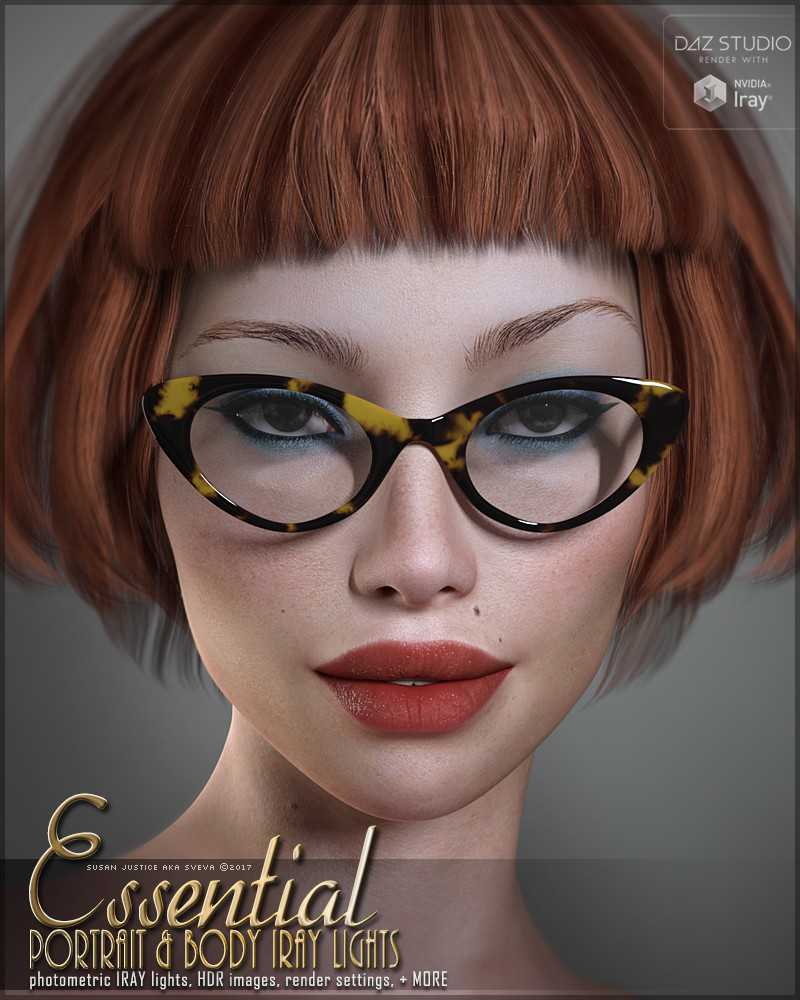 DAZ STUDIO
RENDER WITH
NVIDIA®
Iray®
SUSAN JUSTICE AKA SVEVA ©2017
Essential
PORTRAIT & BODY IRAY LIGHTS
photometric IRAY lights, HDR images, render settings, + MORE